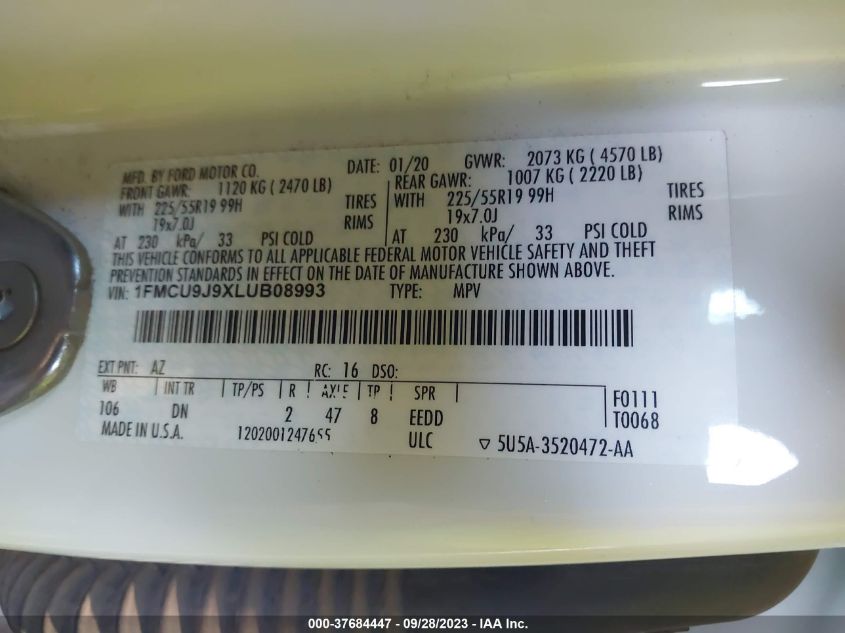 MFD. BY FORD MOTOR CO. DATE: 01/20 GVWR: 2073 KG ( 4570 LB)
FRONT GAWR: 1120 KG ( 2470 LB) REAR GAWR: 1007 KG ( 2220 LB)
WITH 225/55R19 99H TIRES WITH 225/55R19 99H TIRES
19x7.0J RIMS 19x7.0J RIMS
AT 230 kPa/ 33 PSI COLD AT 230 kPa/ 33 PSI COLD
THIS VEHICLE CONFORMS TO ALL APPLICABLE FEDERAL MOTOR VEHICLE SAFETY AND THEFT
PREVENTION STANDARDS IN EFFECT ON THE DATE OF MANUFACTURE SHOWN ABOVE.
VIN: 1FMCU9J9XLUB08993 TYPE: MPV
EXT PNT: AZ RC: 16 DSO:
WB | INT TR | TP/PS | R | AXLE | TP | SPR | F0111
106 DN 2 47 8 EEDD T0068
MADE IN U.S.A. 1202001247655 ULC ▽ 5U5A-3520472-AA
000-37684447 | 09/28/2023 | IAA Inc.